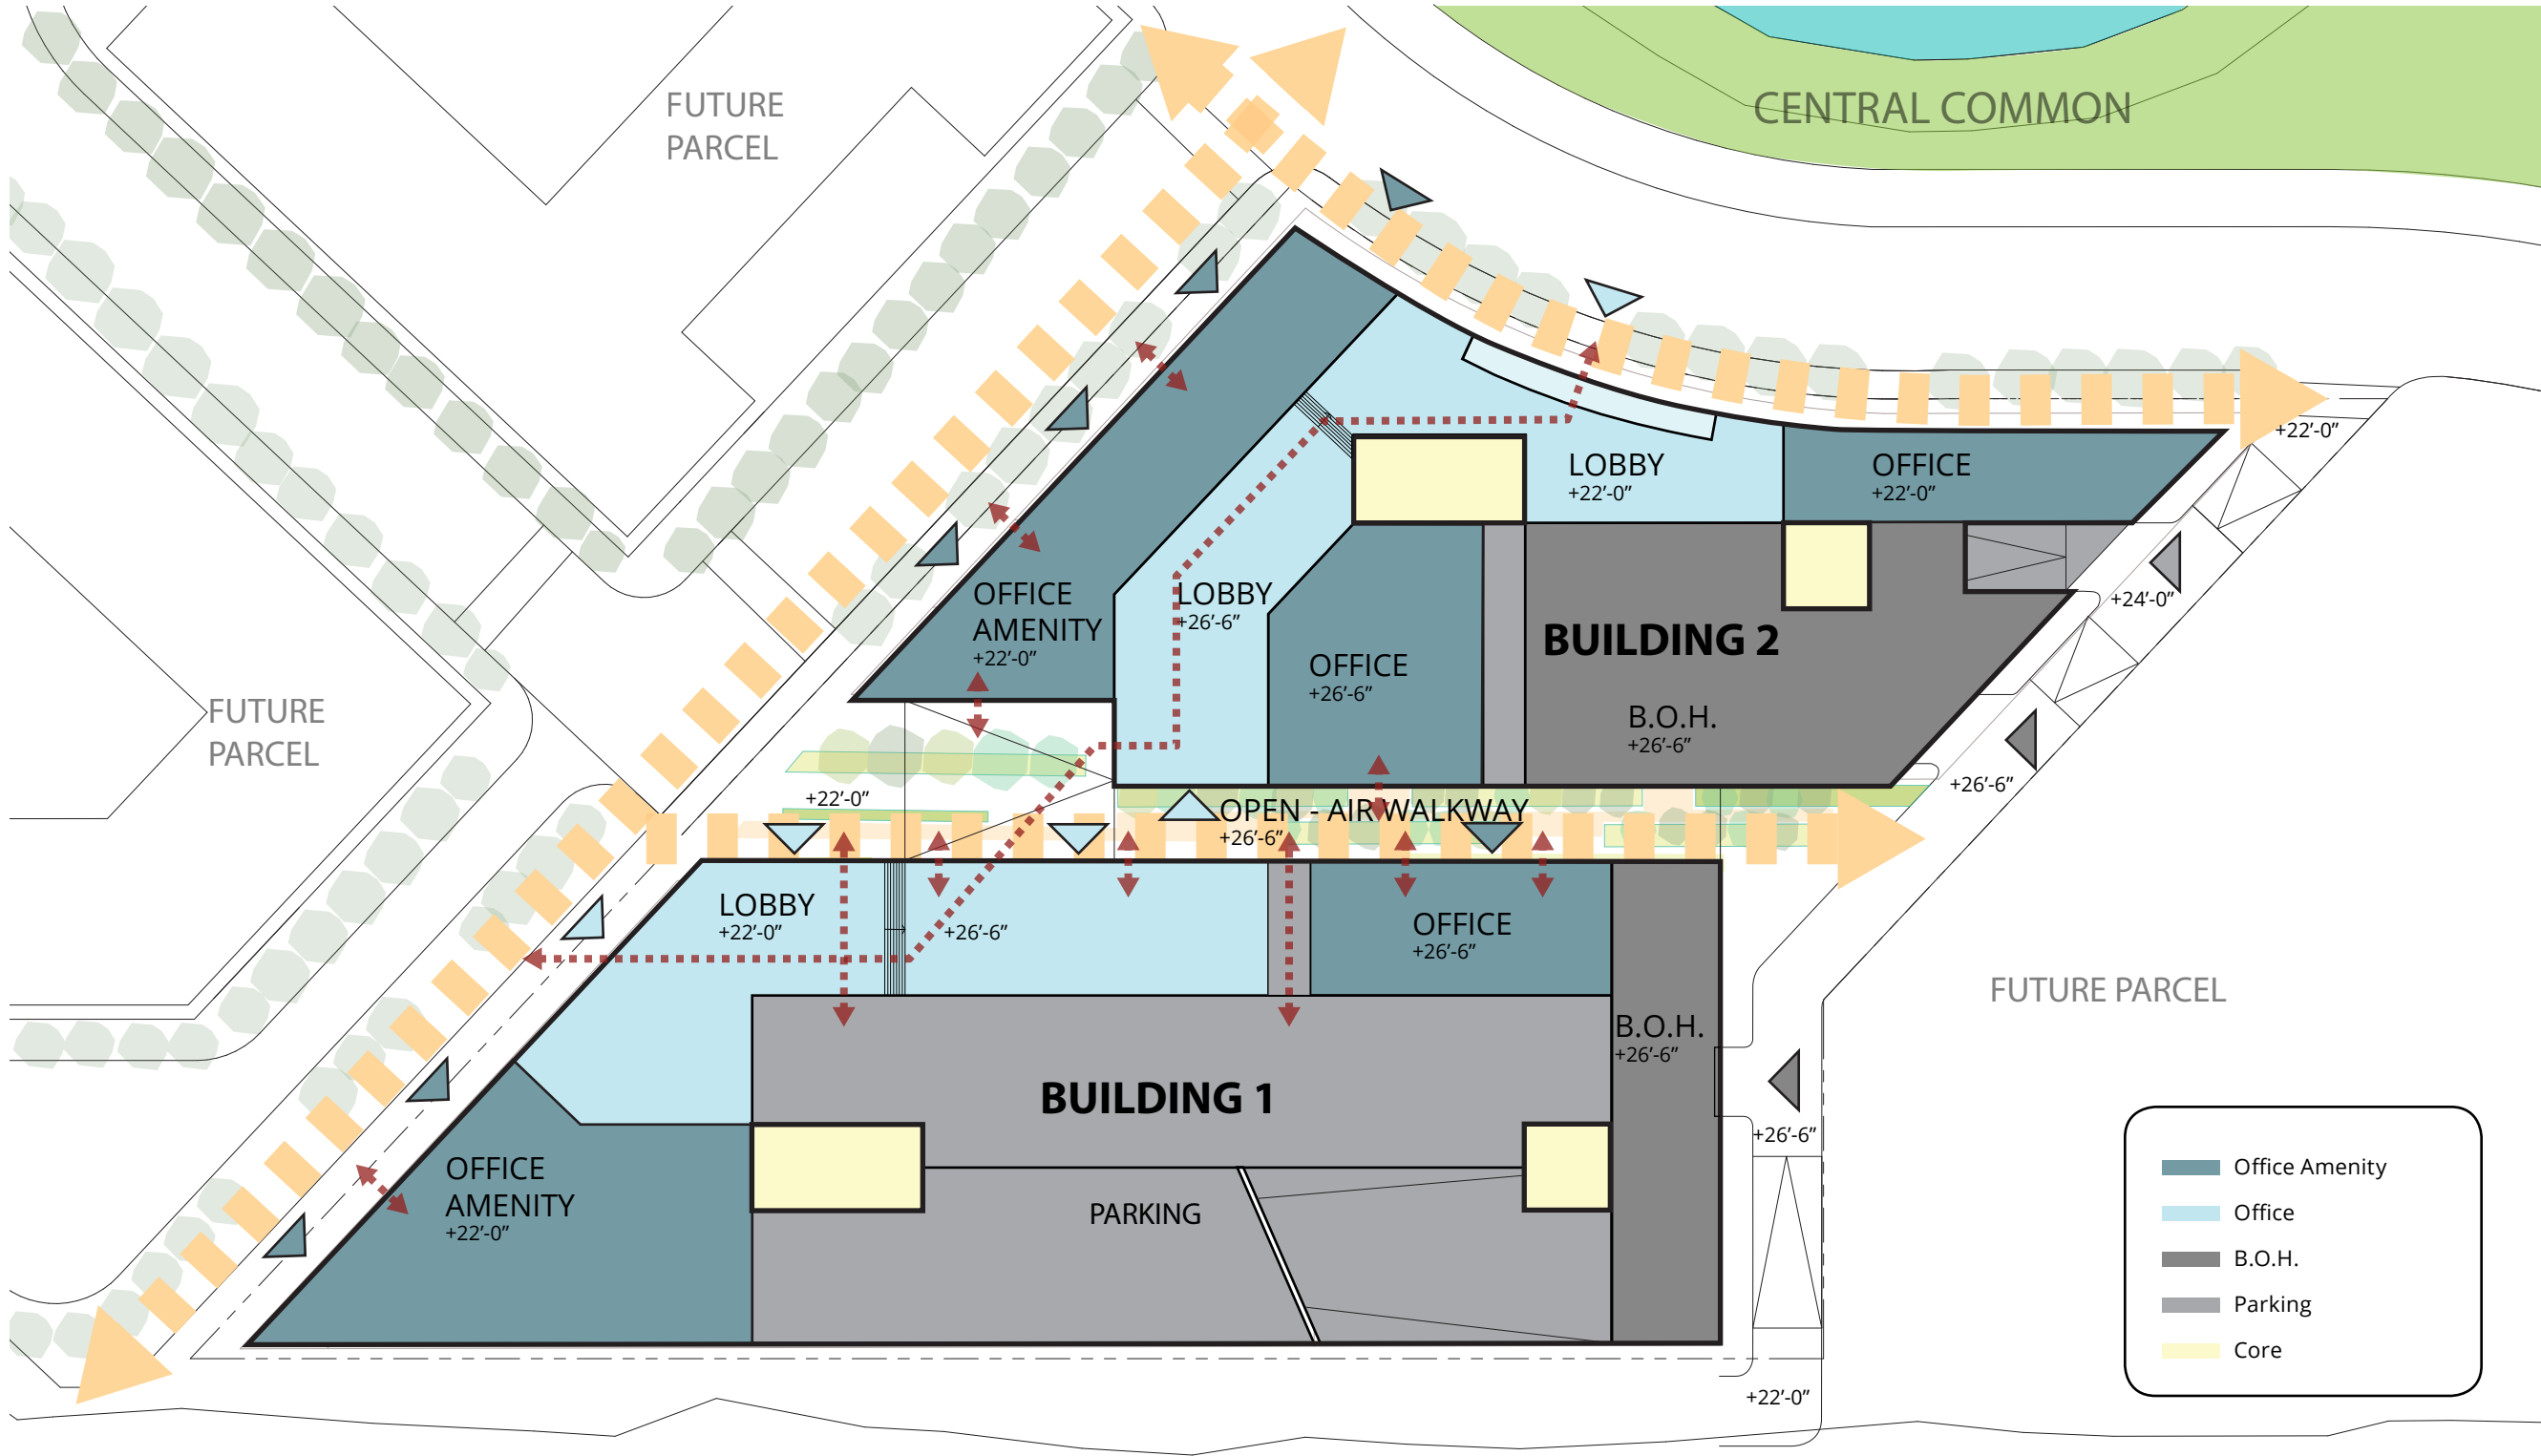 FUTURE
PARCEL
CENTRAL COMMON
+22’-0”
LOBBY
+22’-0”
OFFICE
+22’-0”
OFFICE
AMENITY
+22’-0”
LOBBY
+26’-6”
OFFICE
+26’-6”
BUILDING 2
B.O.H.
+26’-6”
+24’-0”
+26’-6”
FUTURE
PARCEL
+22’-0”
OPEN - AIR WALKWAY
+26’-6”
LOBBY
+22’-0”
+26’-6”
OFFICE
+26’-6”
FUTURE PARCEL
B.O.H.
+26’-6”
BUILDING 1
+26’-6”
OFFICE
AMENITY
+22’-0”
PARKING
+22’-0”
Office Amenity
Office
B.O.H.
Parking
Core